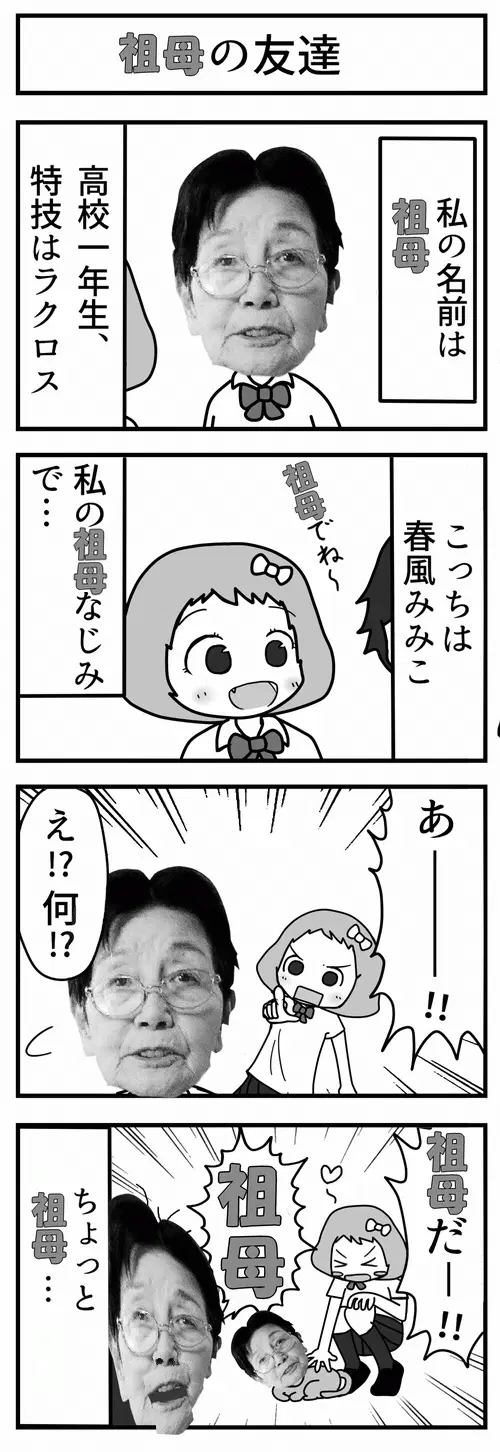 祖母の友達
私の名前は
祖母
高校一年生、
特技はラクロス
こっちは
春風みみこ
祖母でね〜
私の祖母なじみ
で…
あ――!!
え!?何!?
祖母だー!!
祖母
ちょっと
祖母…